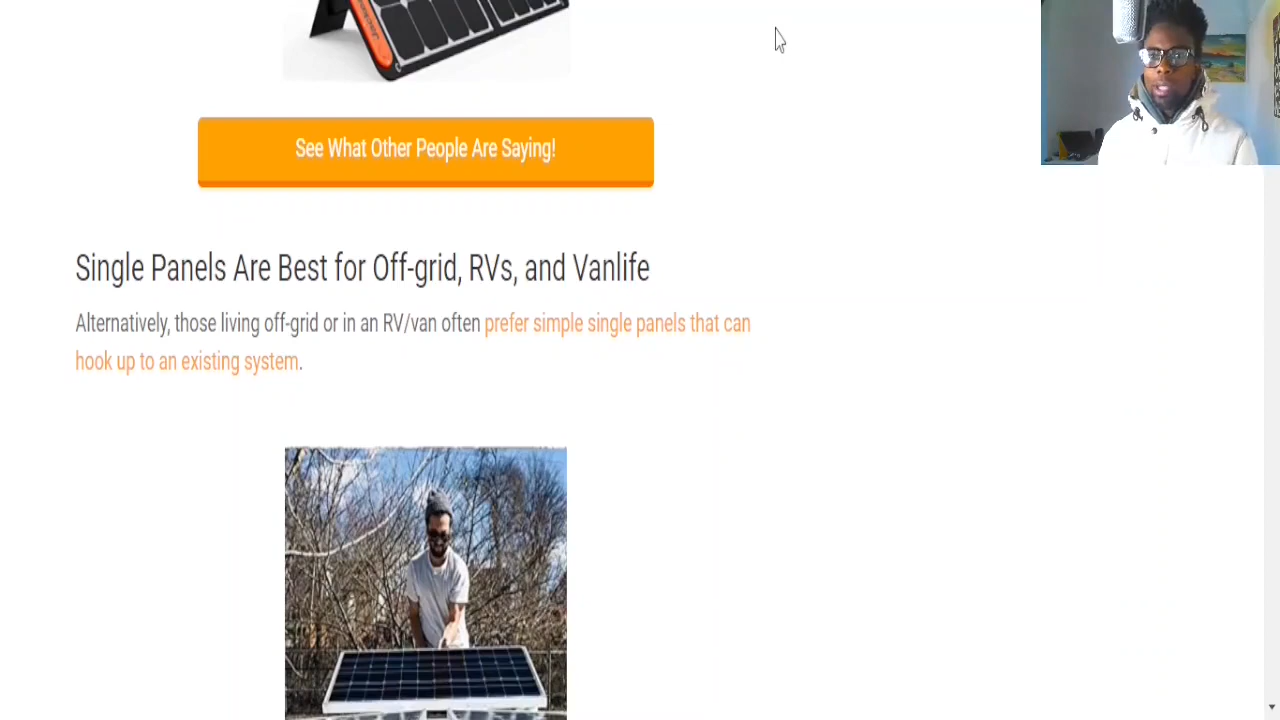 Jackery
See What Other People Are Saying!
Single Panels Are Best for Off-grid, RVs, and Vanlife
Alternatively, those living off-grid or in an RV/van often prefer simple single panels that can
hook up to an existing system.